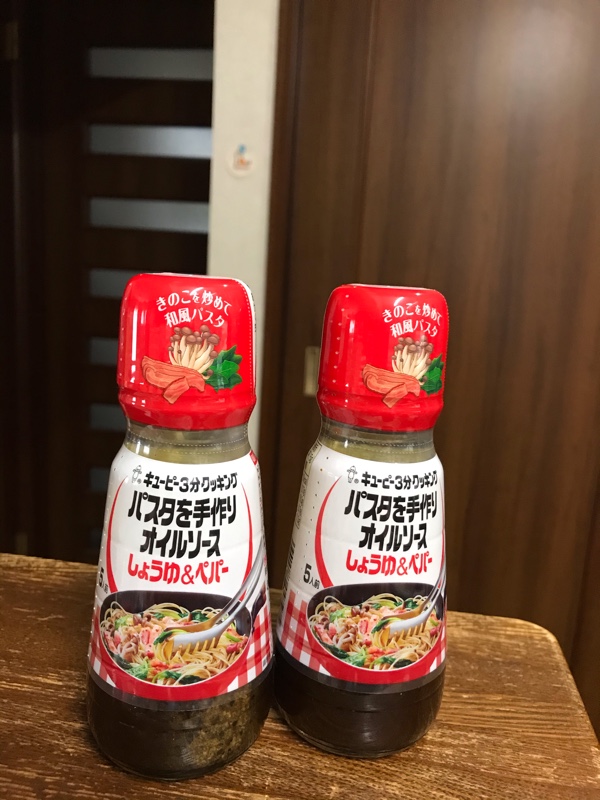 きのこを炒めて
和風パスタ
キユーピー3分クッキング
パスタを手作り
オイルソース
しょうゆ&ペパー
5人前
きのこを炒めて
和風パスタ
キユーピー3分クッキング
パスタを手作り
オイルソース
しょうゆ&ペパー
5人前